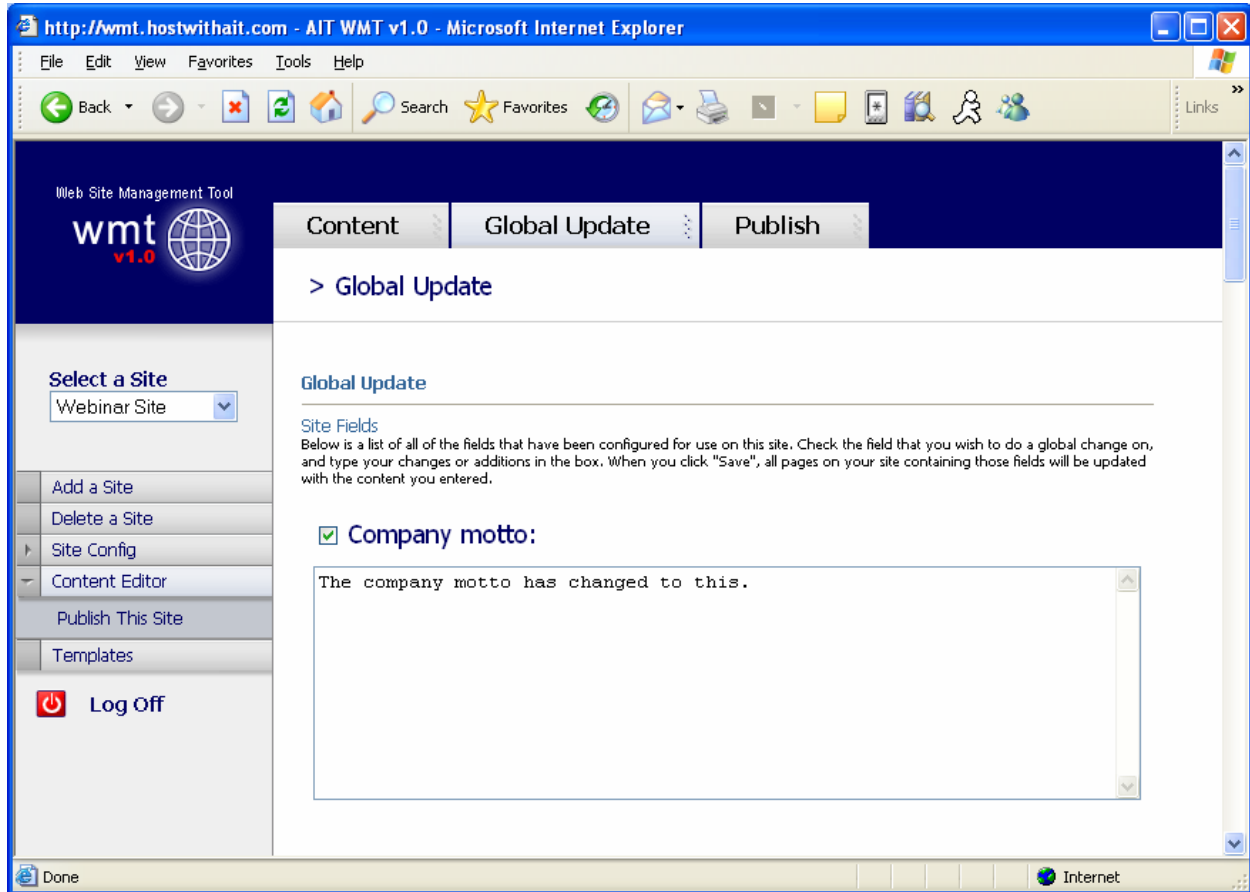 http://wmt.hostwithait.com - AIT WMT v1.0 - Microsoft Internet Explorer
File Edit View Favorites Tools Help
Back Search Favorites Links
Web Site Management Tool
wmt
v1.0
Content Global Update Publish
> Global Update
Select a Site
Webinar Site
Add a Site
Delete a Site
Site Config
Content Editor
Publish This Site
Templates
Log Off
Global Update
Site Fields
Below is a list of all of the fields that have been configured for use on this site. Check the field that you wish to do a global change on,
and type your changes or additions in the box. When you click "Save", all pages on your site containing those fields will be updated
with the content you entered.
Company motto:
The company motto has changed to this.
Done Internet